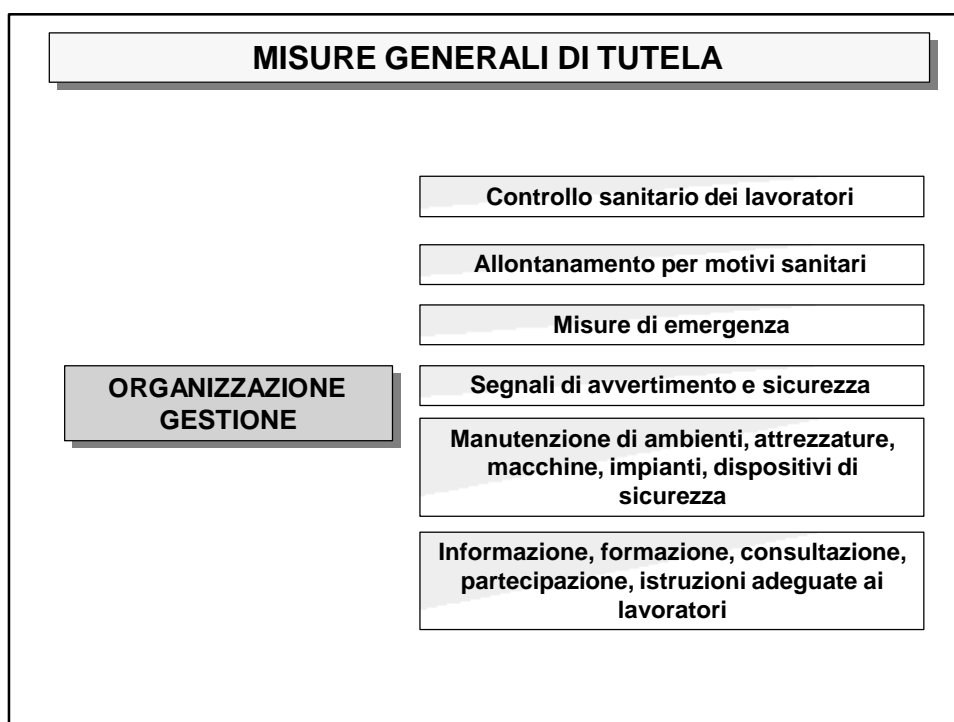 MISURE GENERALI DI TUTELA
Controllo sanitario dei lavoratori
Allontanamento per motivi sanitari
Misure di emergenza
ORGANIZZAZIONE
GESTIONE
Segnali di avvertimento e sicurezza
Manutenzione di ambienti, attrezzature,
macchine, impianti, dispositivi di
sicurezza
Informazione, formazione, consultazione,
partecipazione, istruzioni adeguate ai
lavoratori